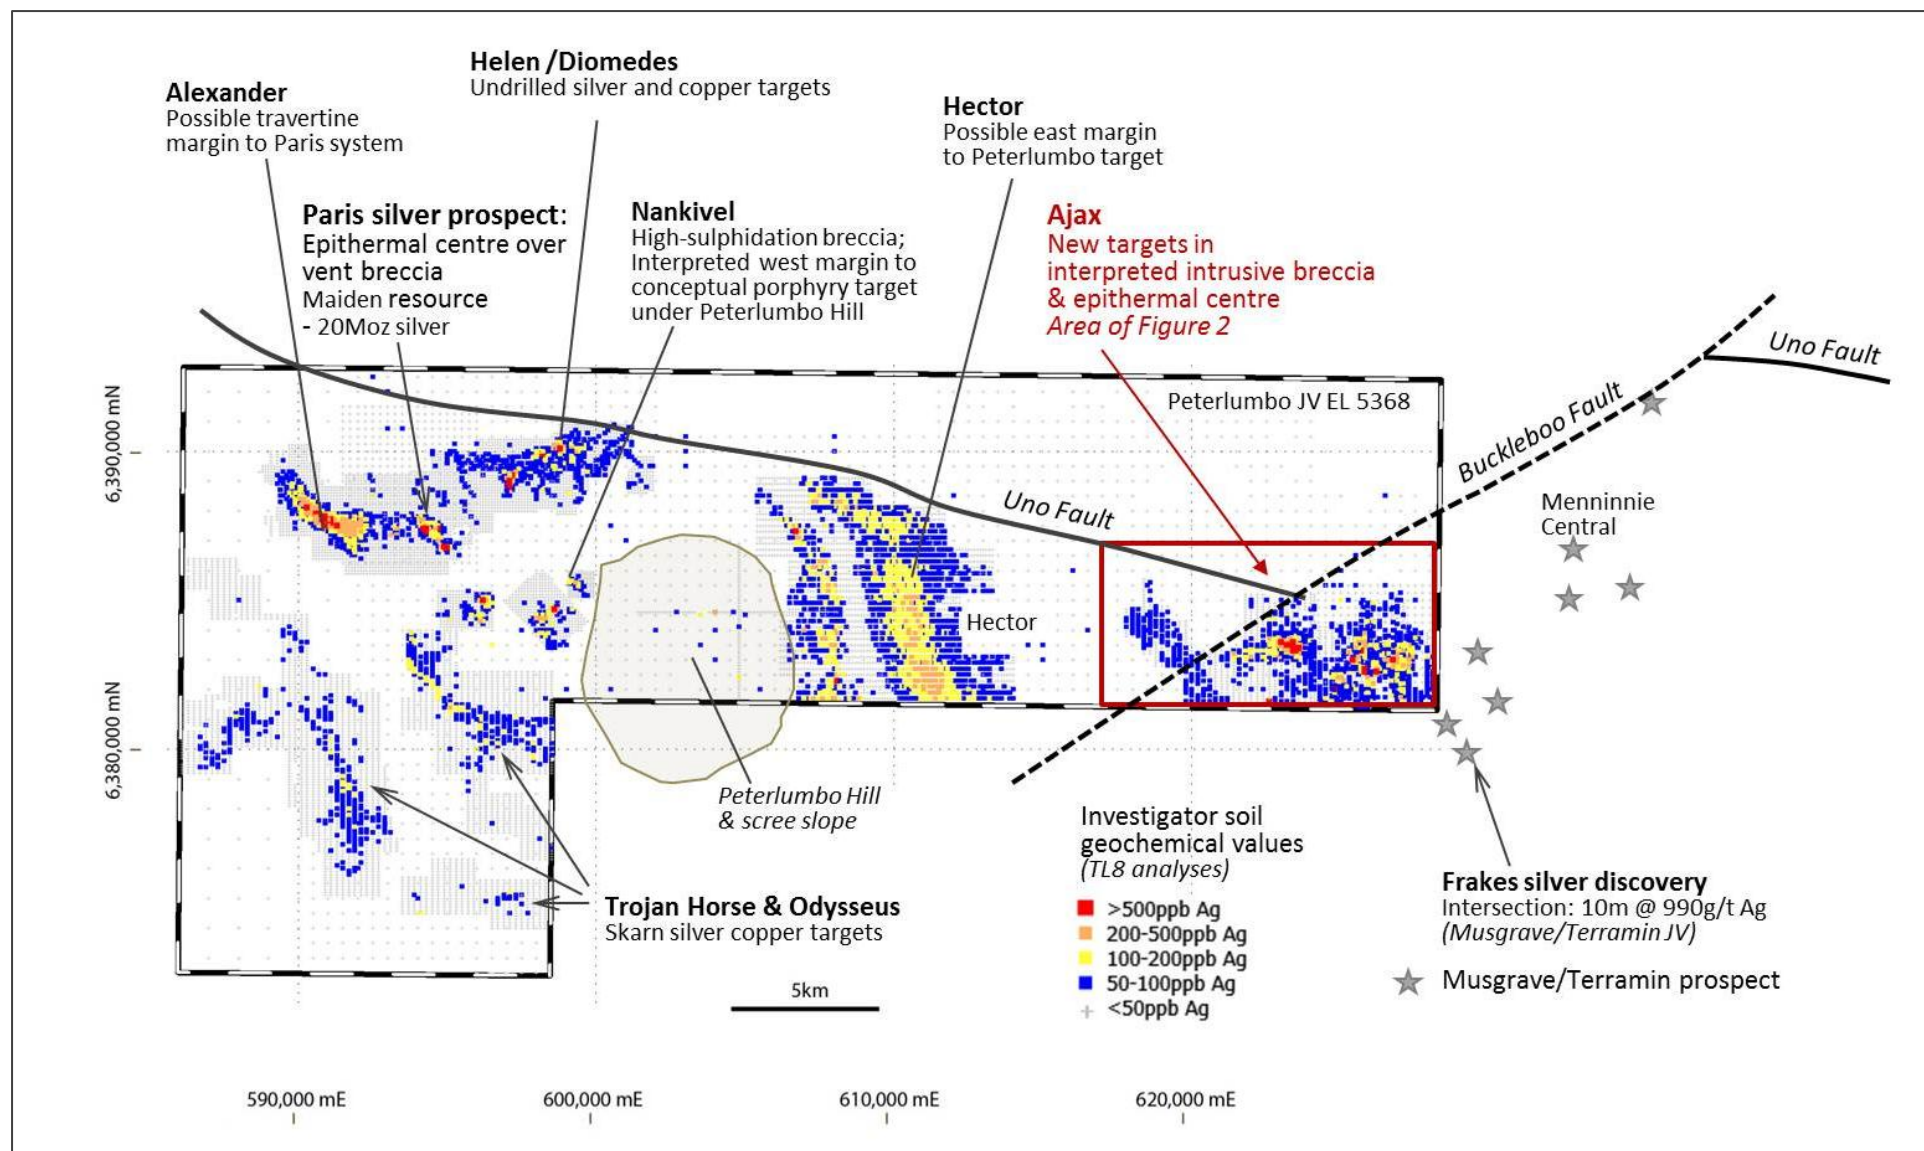 Helen /Diomedes
Undrilled silver and copper targets
Alexander
Possible travertine
margin to Paris system
Hector
Possible east margin
to Peterlumbo target
Paris silver prospect:
Epithermal centre over
vent breccia
Maiden resource
- 20Moz silver
Nankivel
High-sulphidation breccia;
Interpreted west margin to
conceptual porphyry target
under Peterlumbo Hill
Ajax
New targets in
interpreted intrusive breccia
& epithermal centre
Area of Figure 2
Uno Fault
Peterlumbo JV EL 5368
Buckleboo Fault
6,390,000 mN
Uno Fault
Menninnie
Central
Hector
6,380,000 mN
Peterlumbo Hill
& scree slope
Investigator soil
geochemical values
(TL8 analyses)
>500ppb Ag
200-500ppb Ag
100-200ppb Ag
50-100ppb Ag
<50ppb Ag
Trojan Horse & Odysseus
Skarn silver copper targets
Frakes silver discovery
Intersection: 10m @ 990g/t Ag
(Musgrave/Terramin JV)
Musgrave/Terramin prospect
5km
590,000 mE
600,000 mE
610,000 mE
620,000 mE